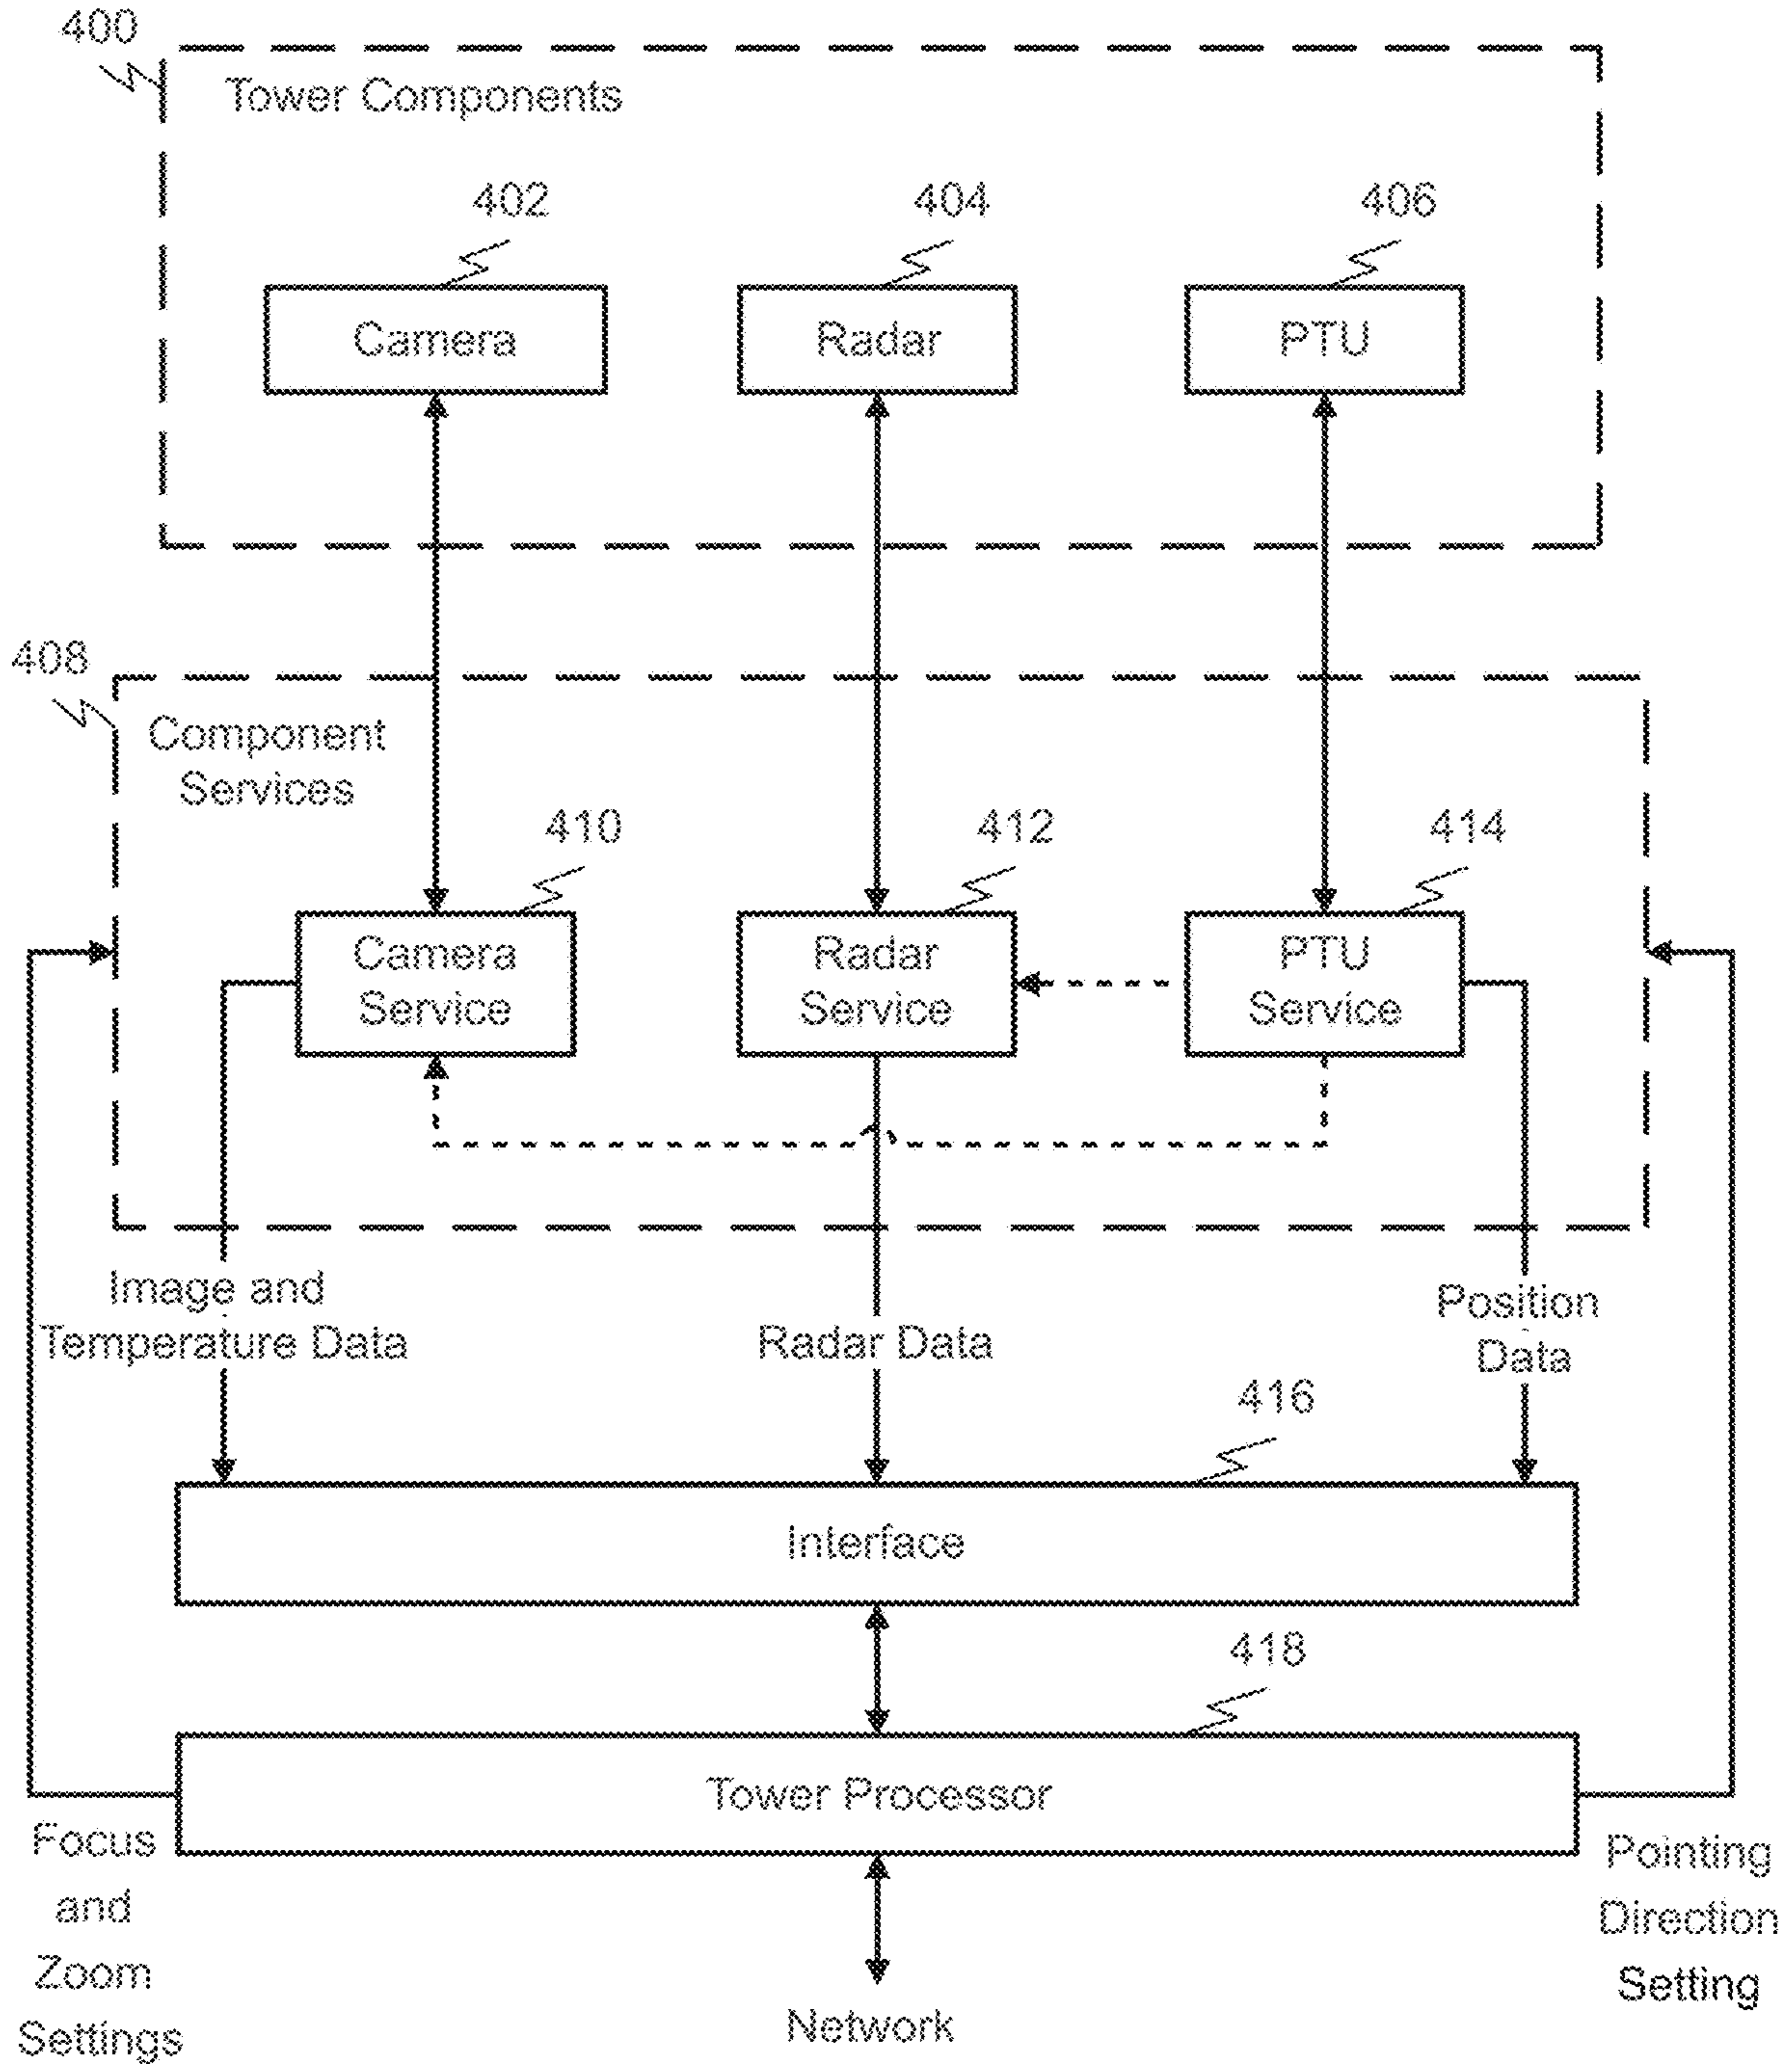 400
Tower Components
402
404
406
Camera
Radar
PTU
408
Component
Services
410
412
414
Camera
Service
Radar
Service
PTU
Service
Image and
Temperature Data
Radar Data
Position
Data
416
Interface
418
Tower Processor
Focus
and
Zoom
Settings
Pointing
Direction
Setting
Network